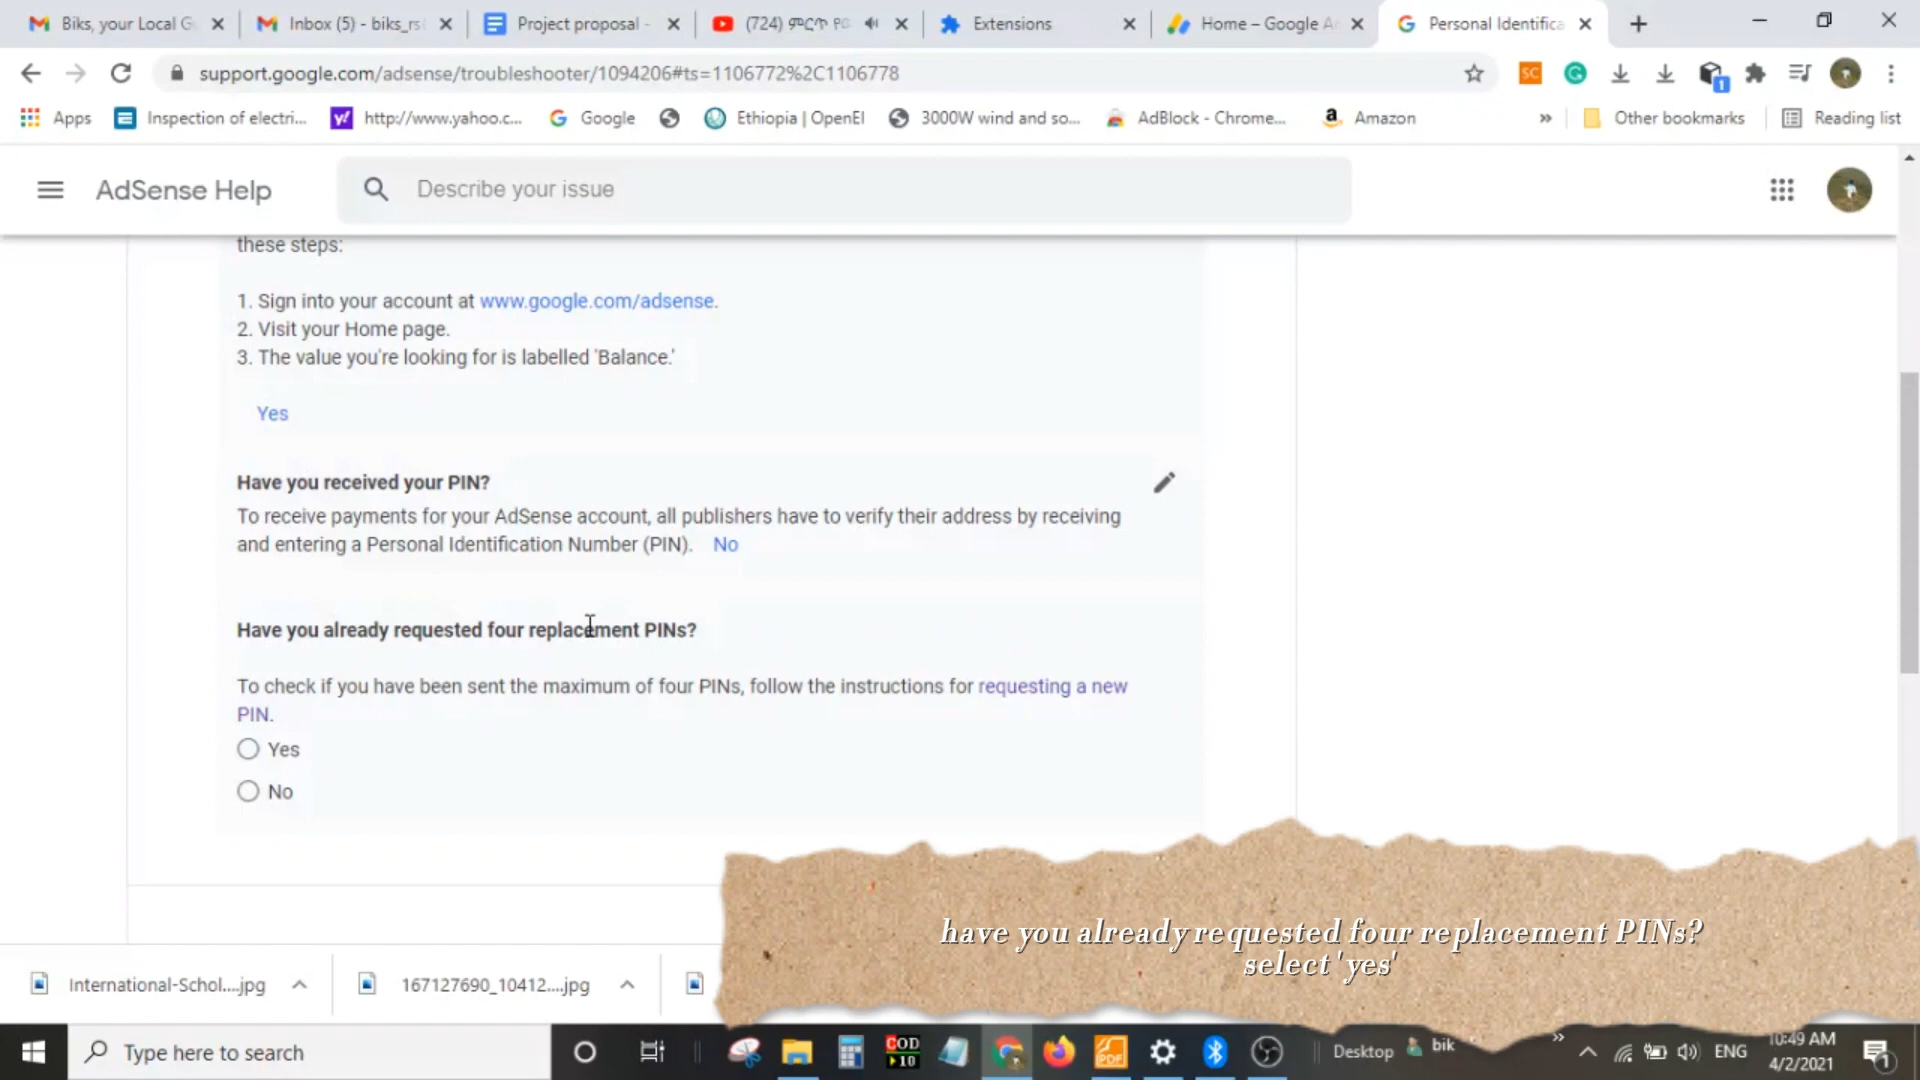 Biks, your Local G
Inbox (5) - biks_rs
Project proposal -
(724) ምርጥ የ
Extensions
Home – Google A
Personal Identifica
support.google.com/adsense/troubleshooter/1094206#ts=1106772%2C1106778
SC
1
Apps
Inspection of electri...
http://www.yahoo.c...
Google
Ethiopia | OpenEI
3000W wind and so...
AdBlock - Chrome...
Amazon
»
Other bookmarks
Reading list
AdSense Help
Describe your issue
these steps:
1. Sign into your account at www.google.com/adsense.
2. Visit your Home page.
3. The value you're looking for is labelled 'Balance.'
Yes
Have you received your PIN?
To receive payments for your AdSense account, all publishers have to verify their address by receiving
and entering a Personal Identification Number (PIN). No
Have you already requested four replacement PINs?
To check if you have been sent the maximum of four PINs, follow the instructions for requesting a new
PIN.
Yes
No
have you already requested four replacement PINs?
select 'yes'
International-Schol....jpg
167127690_10412....jpg
Type here to search
COD
10
PDF
Desktop
bik
»
ENG
10:49 AM
4/2/2021
1